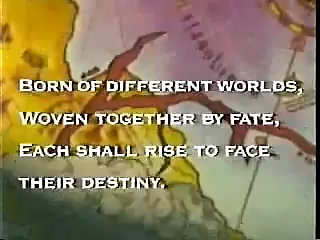 Born of different worlds,
Woven together by fate,
Each shall rise to face
their destiny.